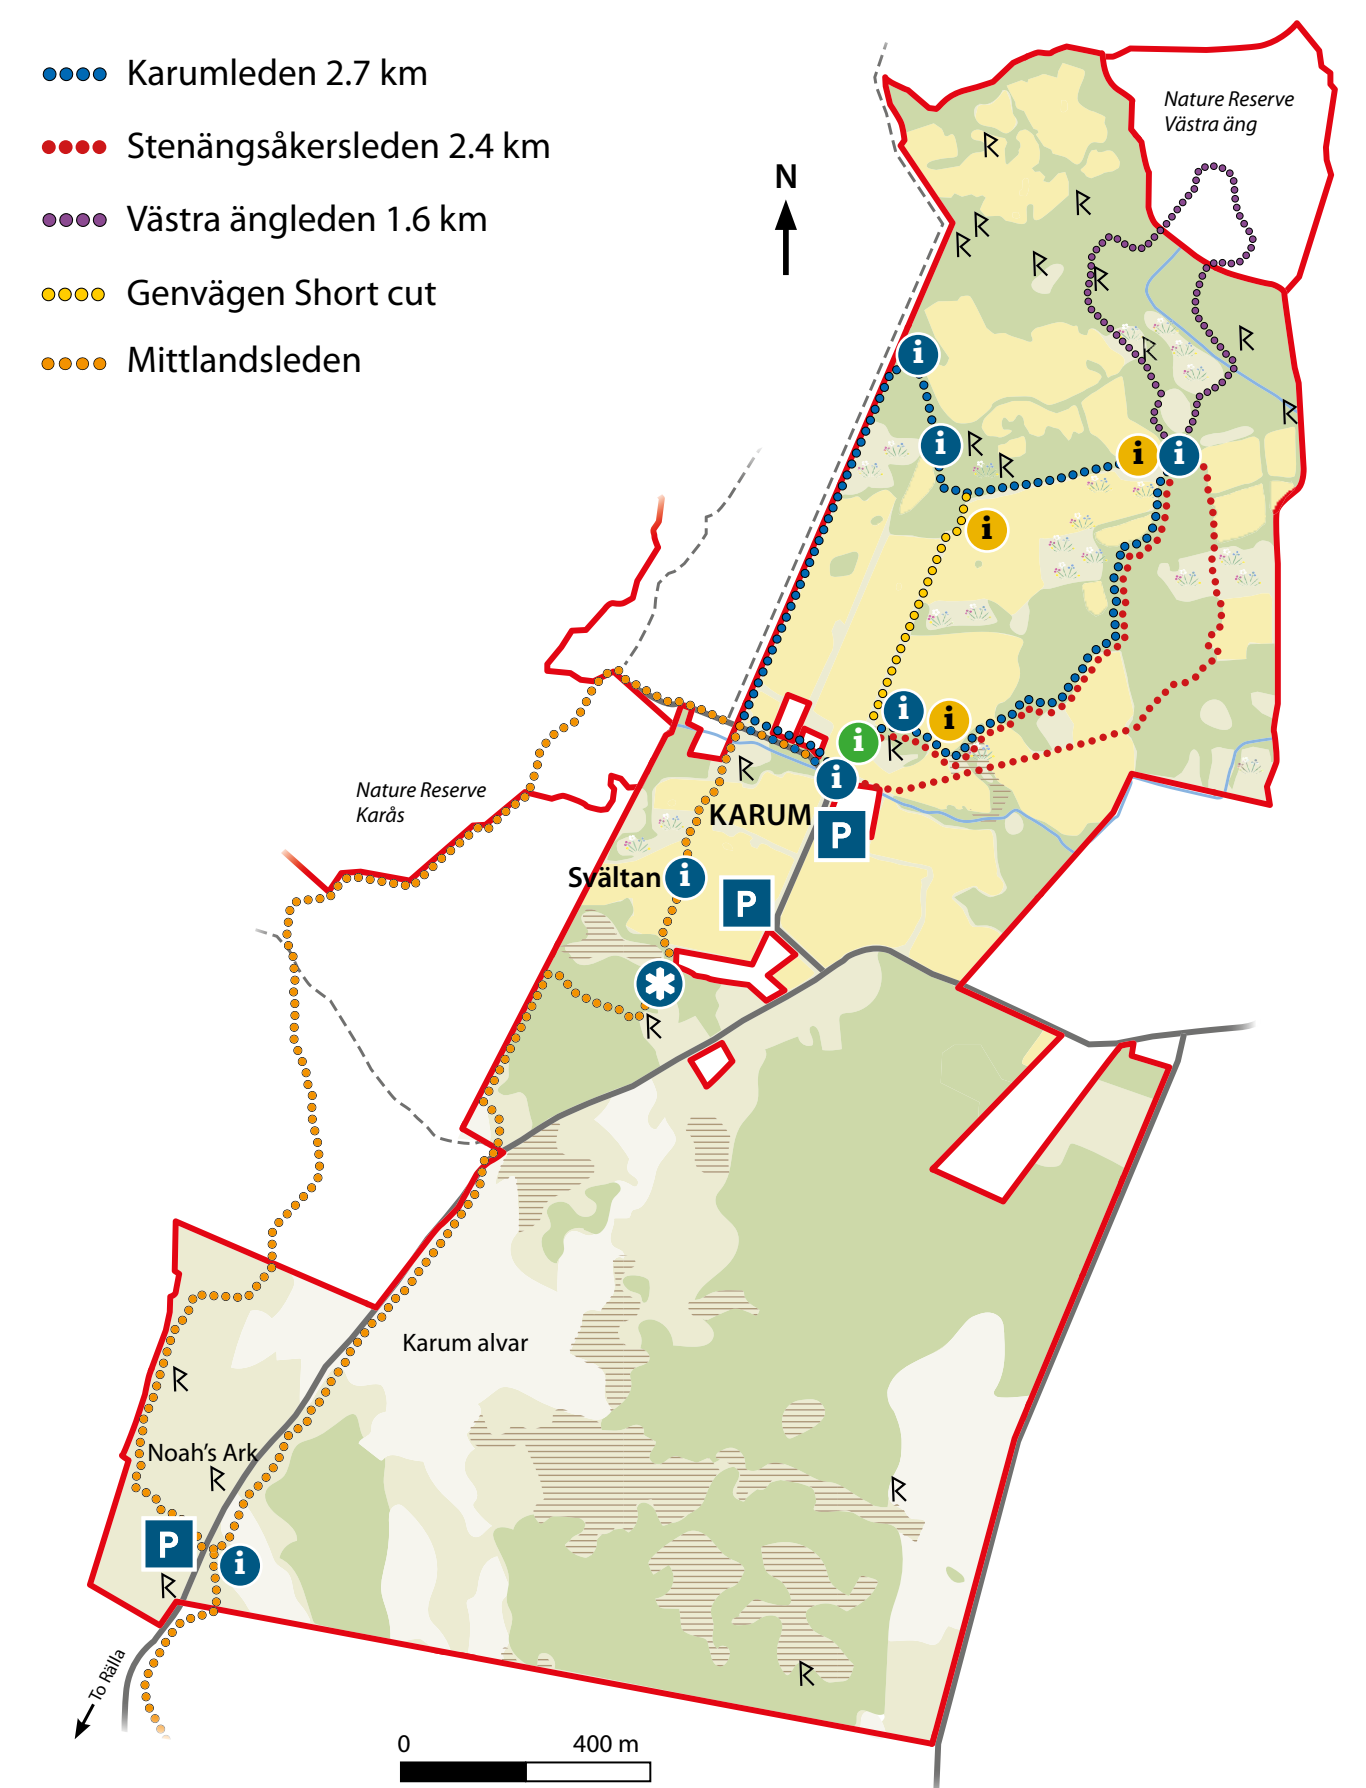 Karumleden 2.7 km
Stenängsåkersleden 2.4 km
Västra ängleden 1.6 km
Genvägen Short cut
Mittlandsleden
N
Nature Reserve
Västra äng
i
i
i
i
i
i
i
i
i
Nature Reserve
Karås
KARUM
P
Svältan
i
P
Karum alvar
Noah's Ark
P
i
To Rälla
0 400 m